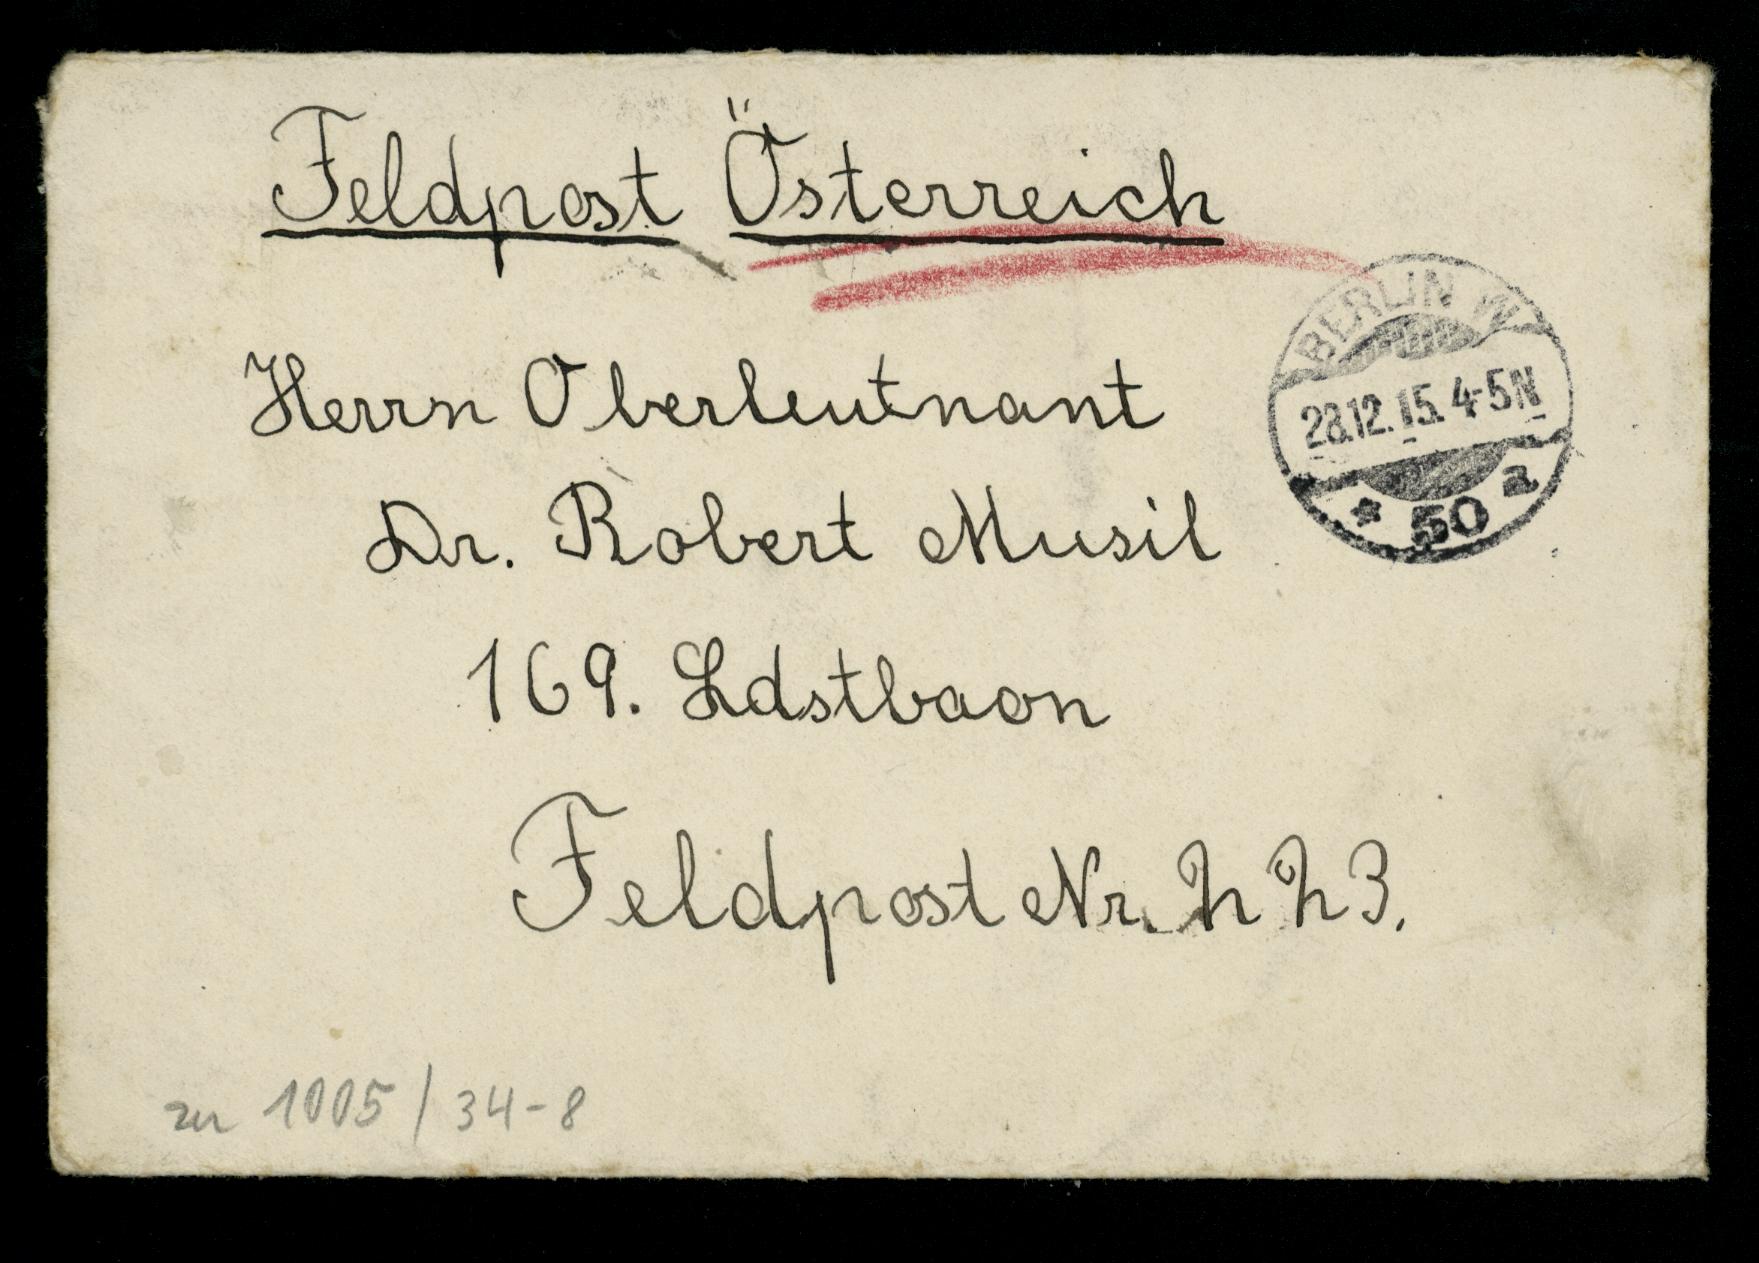 Feldpost Österreich
Herrn Oberleutnant
Dr. Robert Musil
169. Ldstbaon
Feldpost Nr. 223.
BERLIN W
28.12.15. 4-5N
* 50 a
zu 1005/34-8